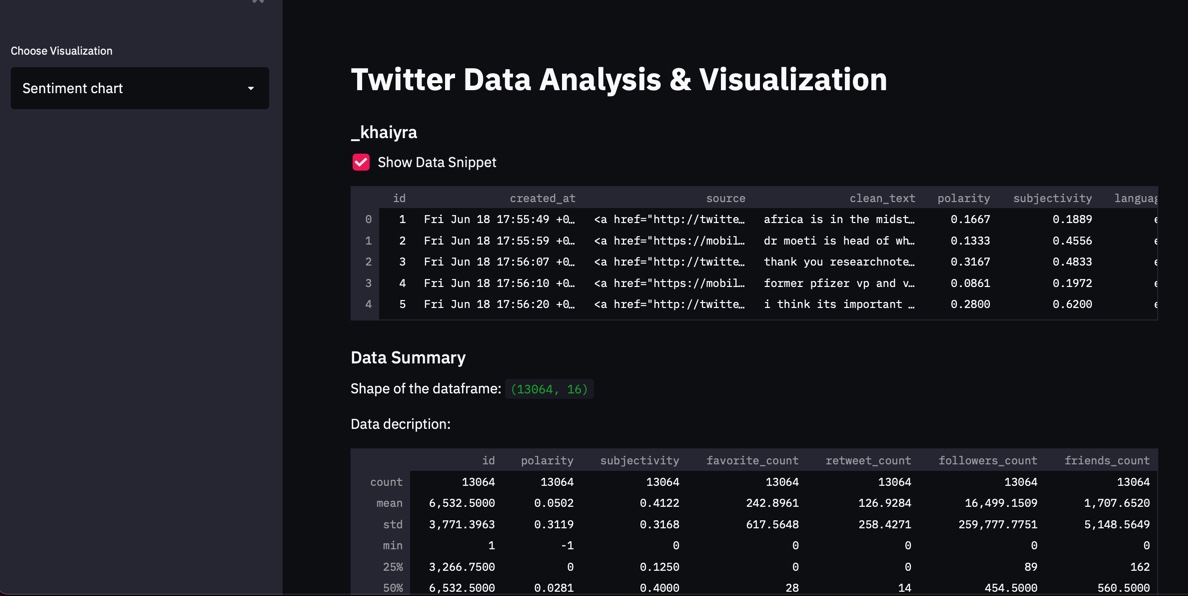 Choose Visualization
Sentiment chart
Twitter Data Analysis & Visualization
_khaiyra
Show Data Snippet
id created_at source clean_text polarity subjectivity languag
0 1 Fri Jun 18 17:55:49 +0… <a href="http://twitte… africa is in the midst… 0.1667 0.1889 e
1 2 Fri Jun 18 17:55:59 +0… <a href="https://mobil… dr moeti is head of wh… 0.1333 0.4556 e
2 3 Fri Jun 18 17:56:07 +0… <a href="http://twitte… thank you researchnote… 0.3167 0.4833 e
3 4 Fri Jun 18 17:56:10 +0… <a href="https://mobil… former pfizer vp and v… 0.0861 0.1972 e
4 5 Fri Jun 18 17:56:20 +0… <a href="http://twitte… i think its important … 0.2800 0.6200 e
Data Summary
Shape of the dataframe: (13064, 16)
Data decription:
id polarity subjectivity favorite_count retweet_count followers_count friends_count
count 13064 13064 13064 13064 13064 13064 13064
mean 6,532.5000 0.0502 0.4122 242.8961 126.9284 16,499.1509 1,707.6520
std 3,771.3963 0.3119 0.3168 617.5648 258.4271 259,777.7751 5,148.5649
min 1 -1 0 0 0 0 0
25% 3,266.7500 0 0.1250 0 0 89 162
50% 6,532.5000 0.0281 0.4000 28 14 454.5000 560.5000